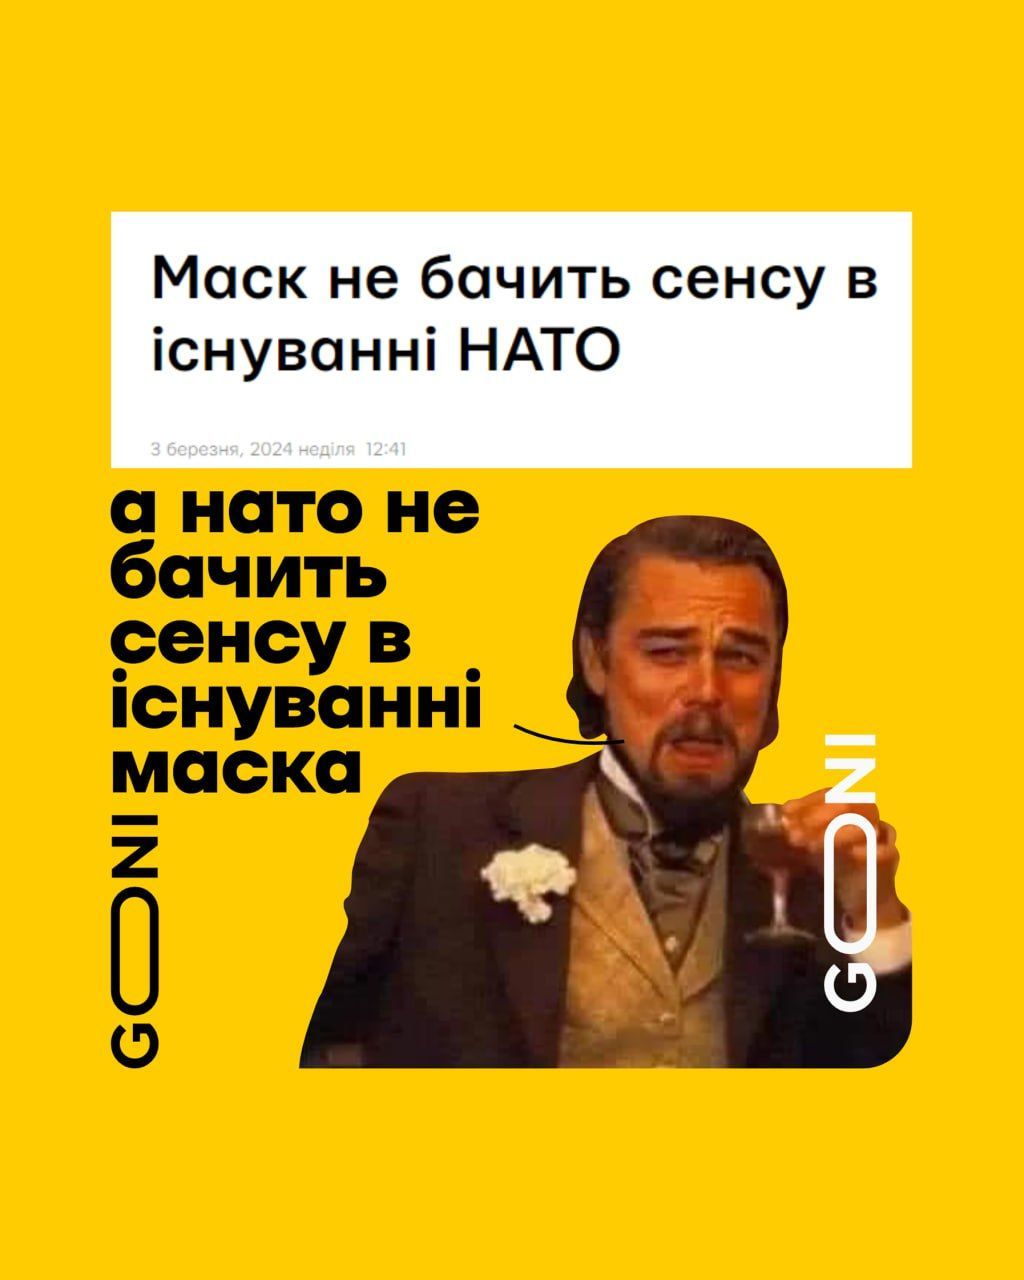 Маск не бачить сенсу в
існуванні НАТО
3 березня, 2024 неділя 12:41
а нато не
бачить
сенсу в
існуванні
маска
GONI
GONI